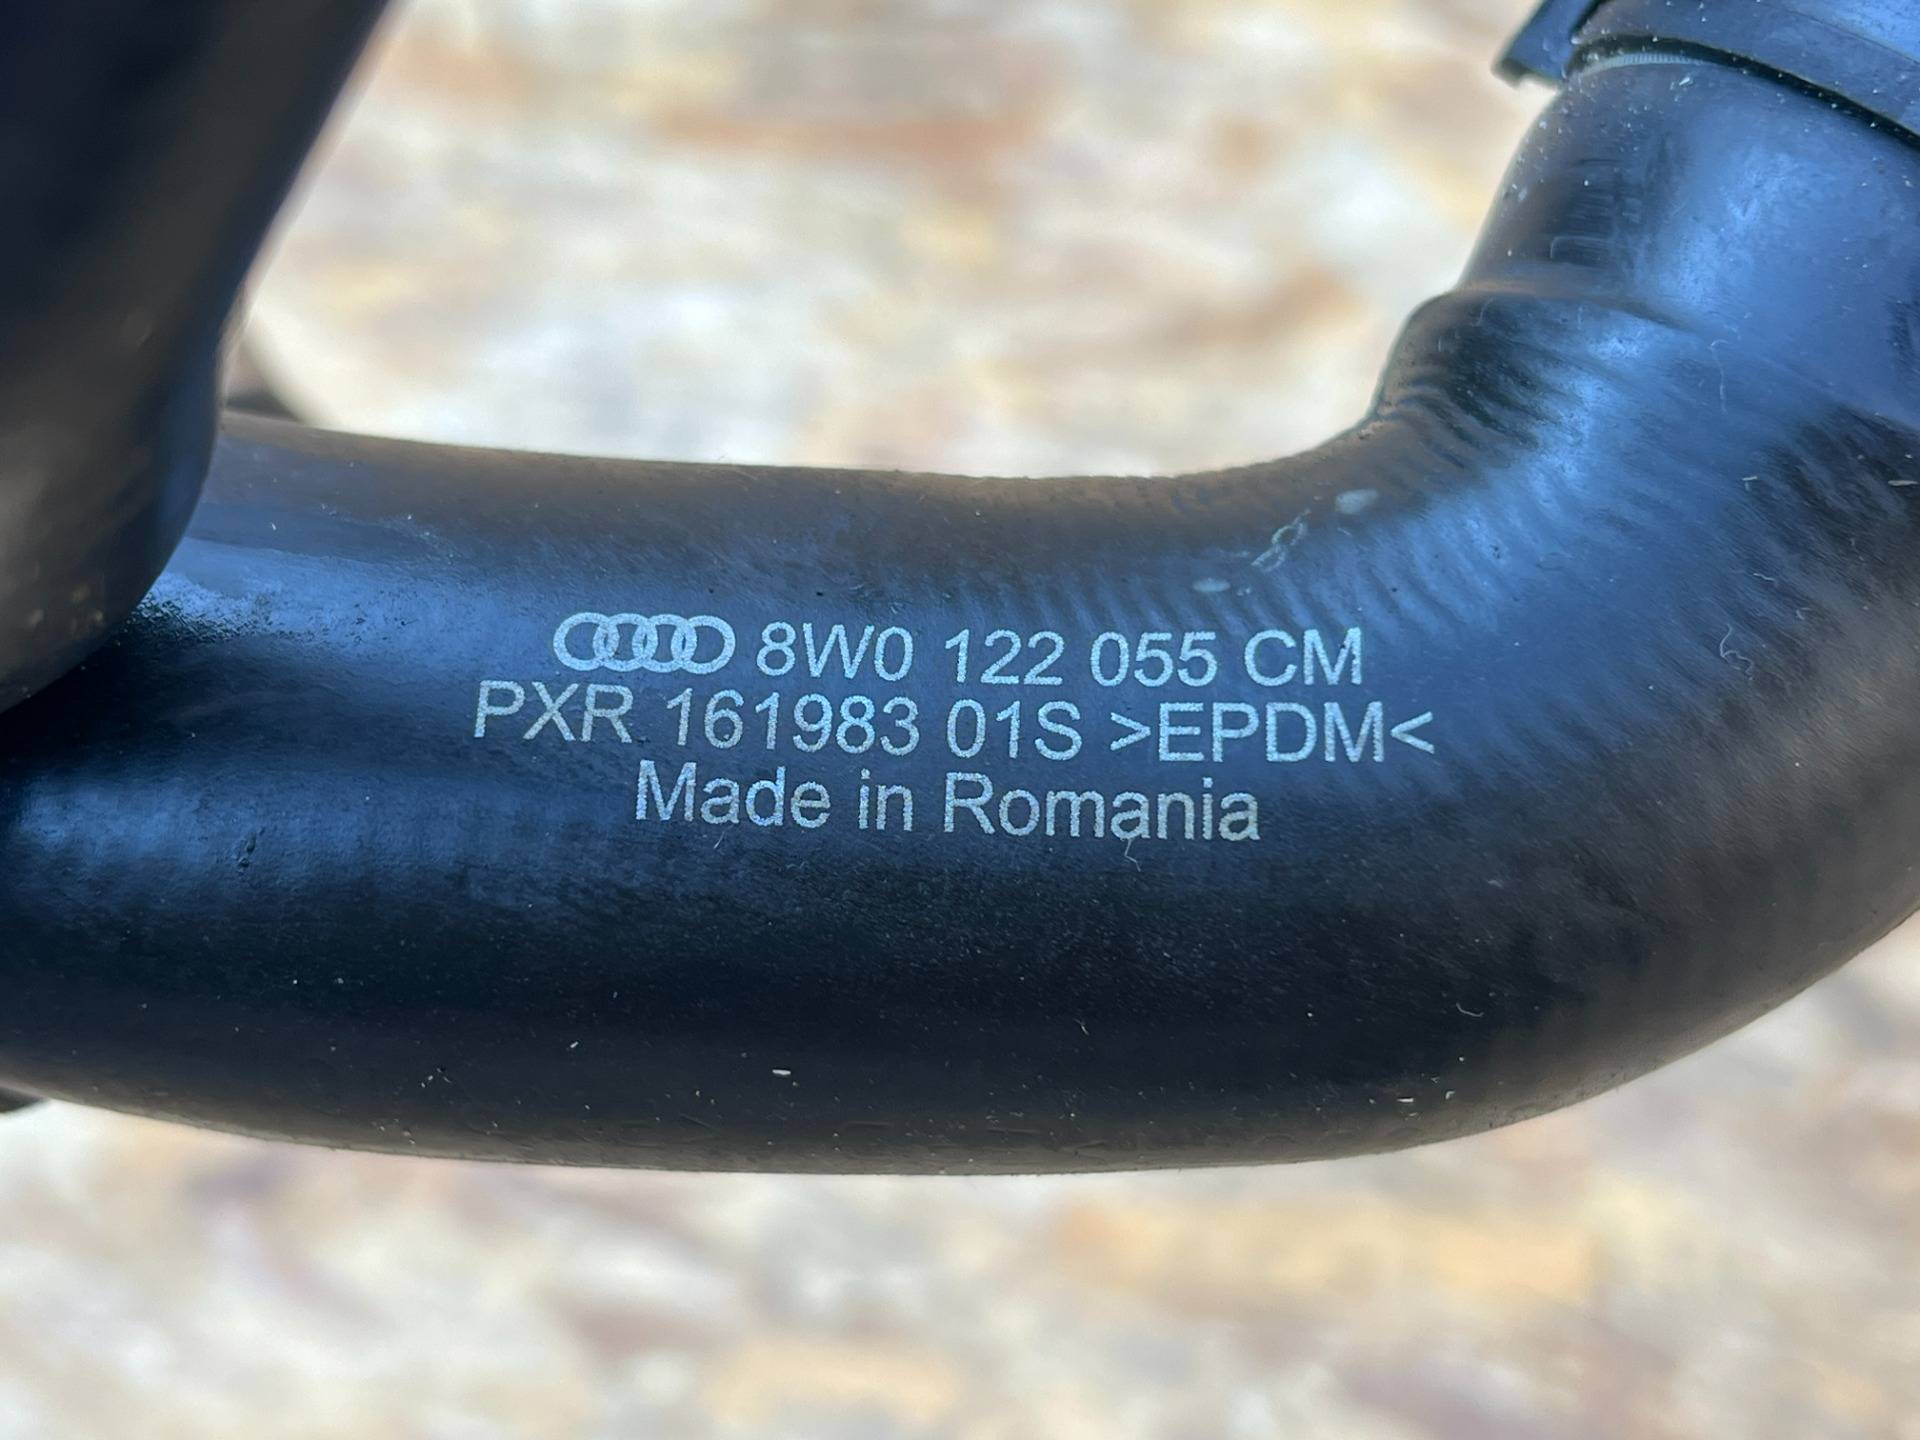 8W0 122 055 CM
PXR 161983 01S >EPDM<
Made in Romania